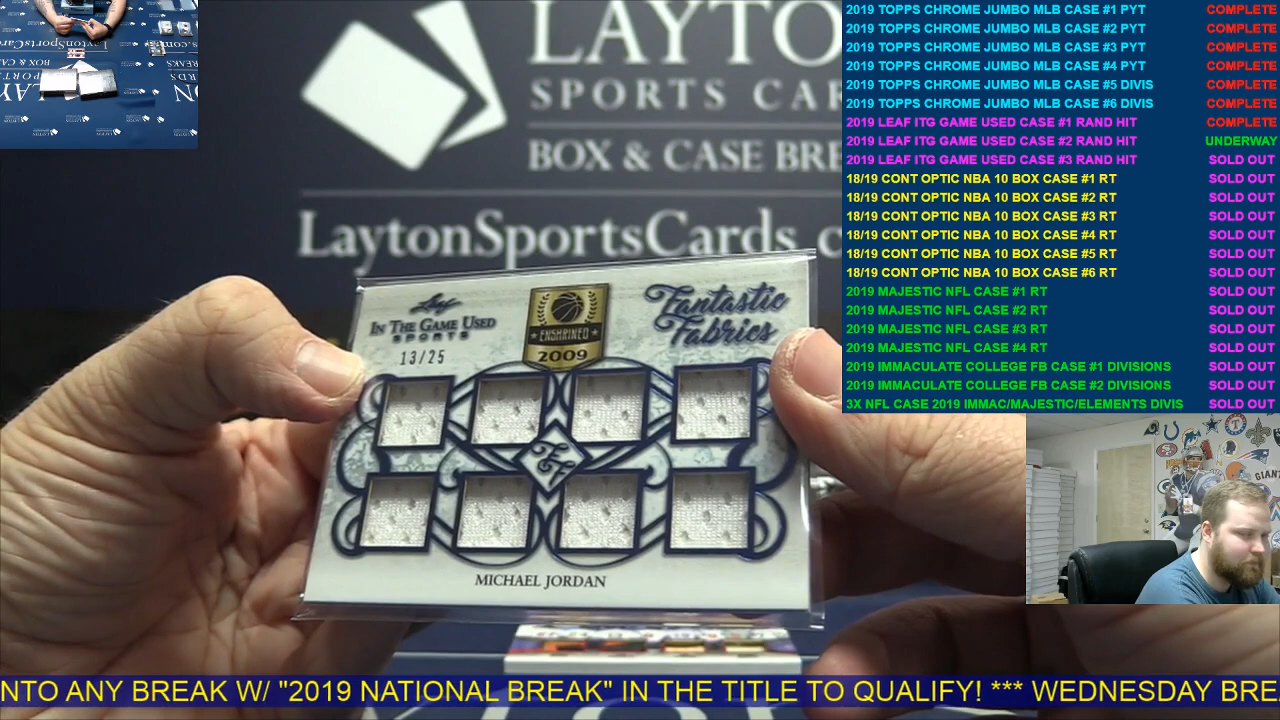 LAYTO
SPORTS CAR
BOX & CASE BRE
LaytonSportsCards.c
Leaf
IN THE GAME USED
SPORTS
13/25
ENSHRINED
2009
Fantastic
Fabrics
FF
MICHAEL JORDAN
2019 TOPPS CHROME JUMBO MLB CASE #1 PYT COMPLETE
2019 TOPPS CHROME JUMBO MLB CASE #2 PYT COMPLETE
2019 TOPPS CHROME JUMBO MLB CASE #3 PYT COMPLETE
2019 TOPPS CHROME JUMBO MLB CASE #4 PYT COMPLETE
2019 TOPPS CHROME JUMBO MLB CASE #5 DIVIS COMPLETE
2019 TOPPS CHROME JUMBO MLB CASE #6 DIVIS COMPLETE
2019 LEAF ITG GAME USED CASE #1 RAND HIT COMPLETE
2019 LEAF ITG GAME USED CASE #2 RAND HIT UNDERWAY
2019 LEAF ITG GAME USED CASE #3 RAND HIT SOLD OUT
18/19 CONT OPTIC NBA 10 BOX CASE #1 RT SOLD OUT
18/19 CONT OPTIC NBA 10 BOX CASE #2 RT SOLD OUT
18/19 CONT OPTIC NBA 10 BOX CASE #3 RT SOLD OUT
18/19 CONT OPTIC NBA 10 BOX CASE #4 RT SOLD OUT
18/19 CONT OPTIC NBA 10 BOX CASE #5 RT SOLD OUT
18/19 CONT OPTIC NBA 10 BOX CASE #6 RT SOLD OUT
2019 MAJESTIC NFL CASE #1 RT SOLD OUT
2019 MAJESTIC NFL CASE #2 RT SOLD OUT
2019 MAJESTIC NFL CASE #3 RT SOLD OUT
2019 MAJESTIC NFL CASE #4 RT SOLD OUT
2019 IMMACULATE COLLEGE FB CASE #1 DIVISIONS SOLD OUT
2019 IMMACULATE COLLEGE FB CASE #2 DIVISIONS SOLD OUT
3X NFL CASE 2019 IMMAC/MAJESTIC/ELEMENTS DIVIS SOLD OUT
NTO ANY BREAK W/ "2019 NATIONAL BREAK" IN THE TITLE TO QUALIFY! *** WEDNESDAY BRE